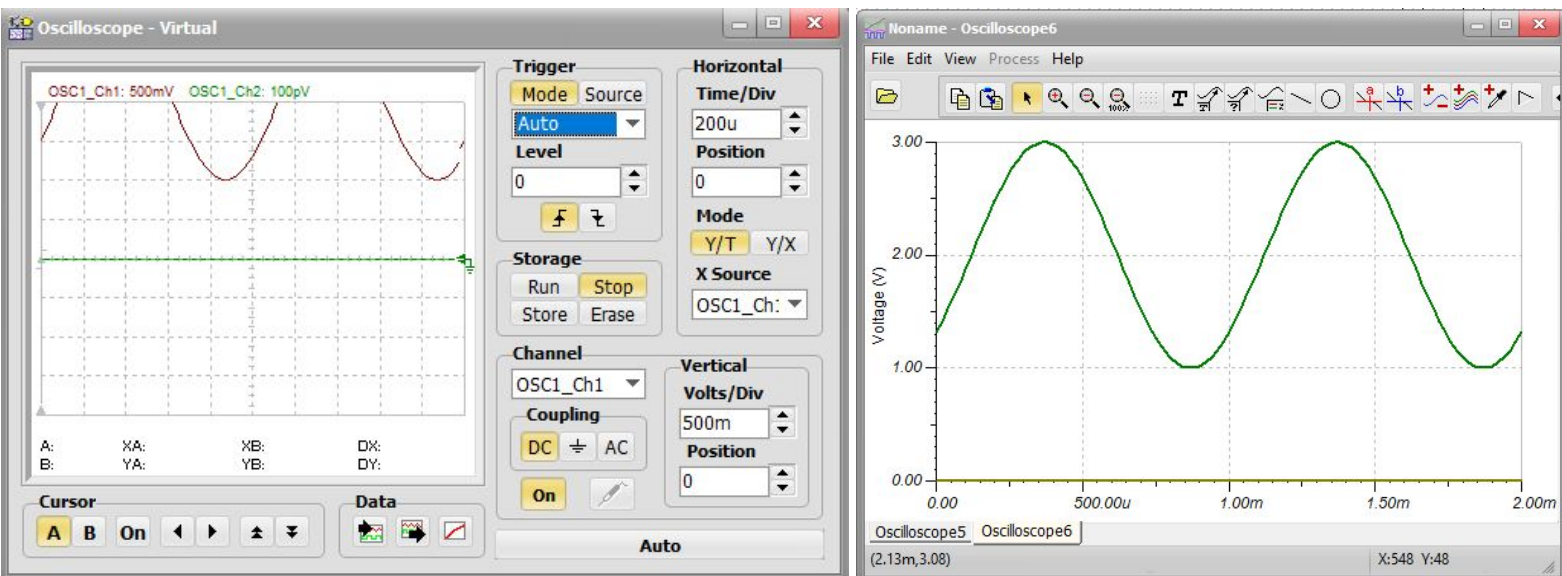 Oscilloscope - Virtual
OSC1_Ch1: 500mV OSC1_Ch2: 100pV
A: XA: XB: DX:
B: YA: YB: DY:
Cursor
A B On
Data
Trigger
Mode Source
Auto
Level
0
Storage
Run Stop
Store Erase
Channel
OSC1_Ch1
Coupling
DC AC
On
Horizontal
Time/Div
200u
Position
0
Mode
Y/T Y/X
X Source
OSC1_Ch:
Vertical
Volts/Div
500m
Position
0
Auto
Noname - Oscilloscope6
File Edit View Process Help
100%
T
a b
3.00
2.00
Voltage (V)
1.00
0.00
0.00 500.00u 1.00m 1.50m 2.00m
Oscilloscope5 Oscilloscope6
(2.13m,3.08) X:548 Y:48